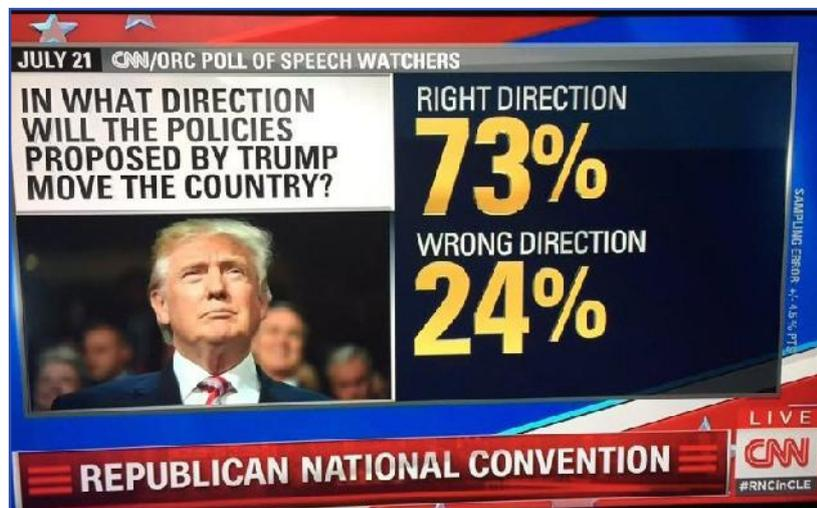 JULY 21 CNN/ORC POLL OF SPEECH WATCHERS
IN WHAT DIRECTION
WILL THE POLICIES
PROPOSED BY TRUMP
MOVE THE COUNTRY?
RIGHT DIRECTION
73%
WRONG DIRECTION
24%
SAMPLING ERROR +/- 4.5% PTS
LIVE
CNN
#RNCinCLE
REPUBLICAN NATIONAL CONVENTION